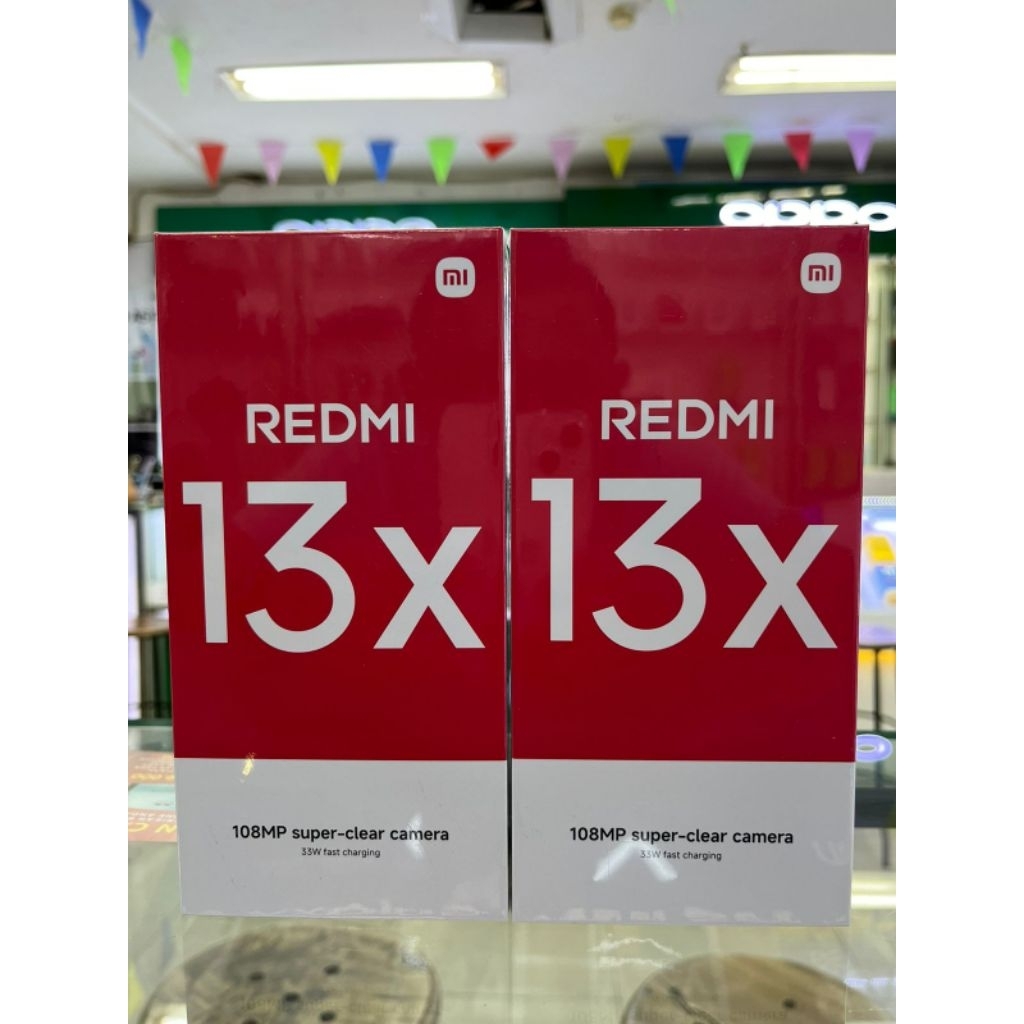 oppo
oppo
mi
REDMI
13x
108MP super-clear camera
33W fast charging
mi
REDMI
13x
108MP super-clear camera
33W fast charging